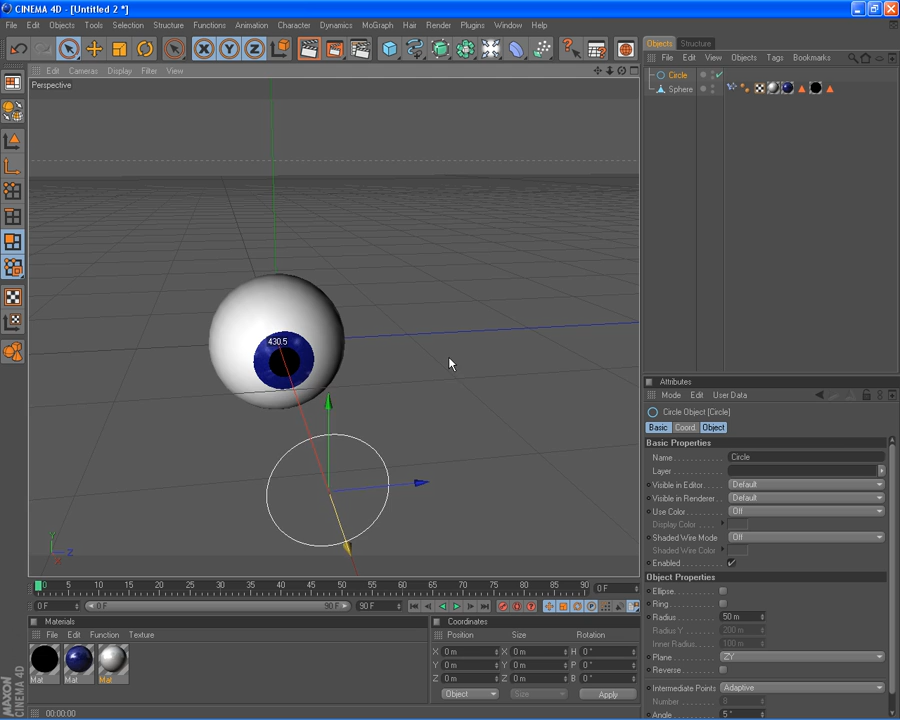 CINEMA 4D - [Untitled 2 *]
File Edit Objects Tools Selection Structure Functions Animation Character Dynamics MoGraph Hair Render Plugins Window Help
Objects Structure
File Edit View Objects Tags Bookmarks
Circle
Sphere
Edit Cameras Display Filter View
Perspective
430.5
Y
Z
X
Attributes
Mode Edit User Data
Circle Object [Circle]
Basic Coord. Object
Basic Properties
Name Circle
Layer
Visible in Editor Default
Visible in Renderer Default
Use Color Off
Display Color
Shaded Wire Mode Off
Shaded Wire Color
Enabled
Object Properties
Ellipse
Ring
Radius 50 m
Radius Y 200 m
Inner Radius 100 m
Plane ZY
Reverse
Intermediate Points Adaptive
Number 8
Angle 5 °
0 5 10 15 20 25 30 35 40 45 50 55 60 65 70 75 80 85 90 0 F
0 F 0 F 90 F 90 F
Materials
File Edit Function Texture
Mat Mat Mat
Coordinates
Position Size Rotation
X 0 m X 0 m H 0 °
Y 0 m Y 0 m P 0 °
Z 0 m Z 0 m B 0 °
Object Size Apply
MAXON
CINEMA 4D
00:00:00